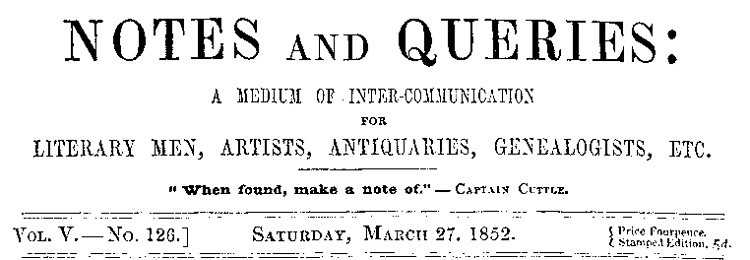 NOTES AND QUERIES:
A MEDIUM OF INTER-COMMUNICATION
FOR
LITERARY MEN, ARTISTS, ANTIQUARIES, GENEALOGISTS, ETC.
"When found, make a note of."—CAPTAIN CUTTLE.
VOL. V.—No. 126.] SATURDAY, MARCH 27. 1852. { Price Fourpence.
{ Stamped Edition, 5d.